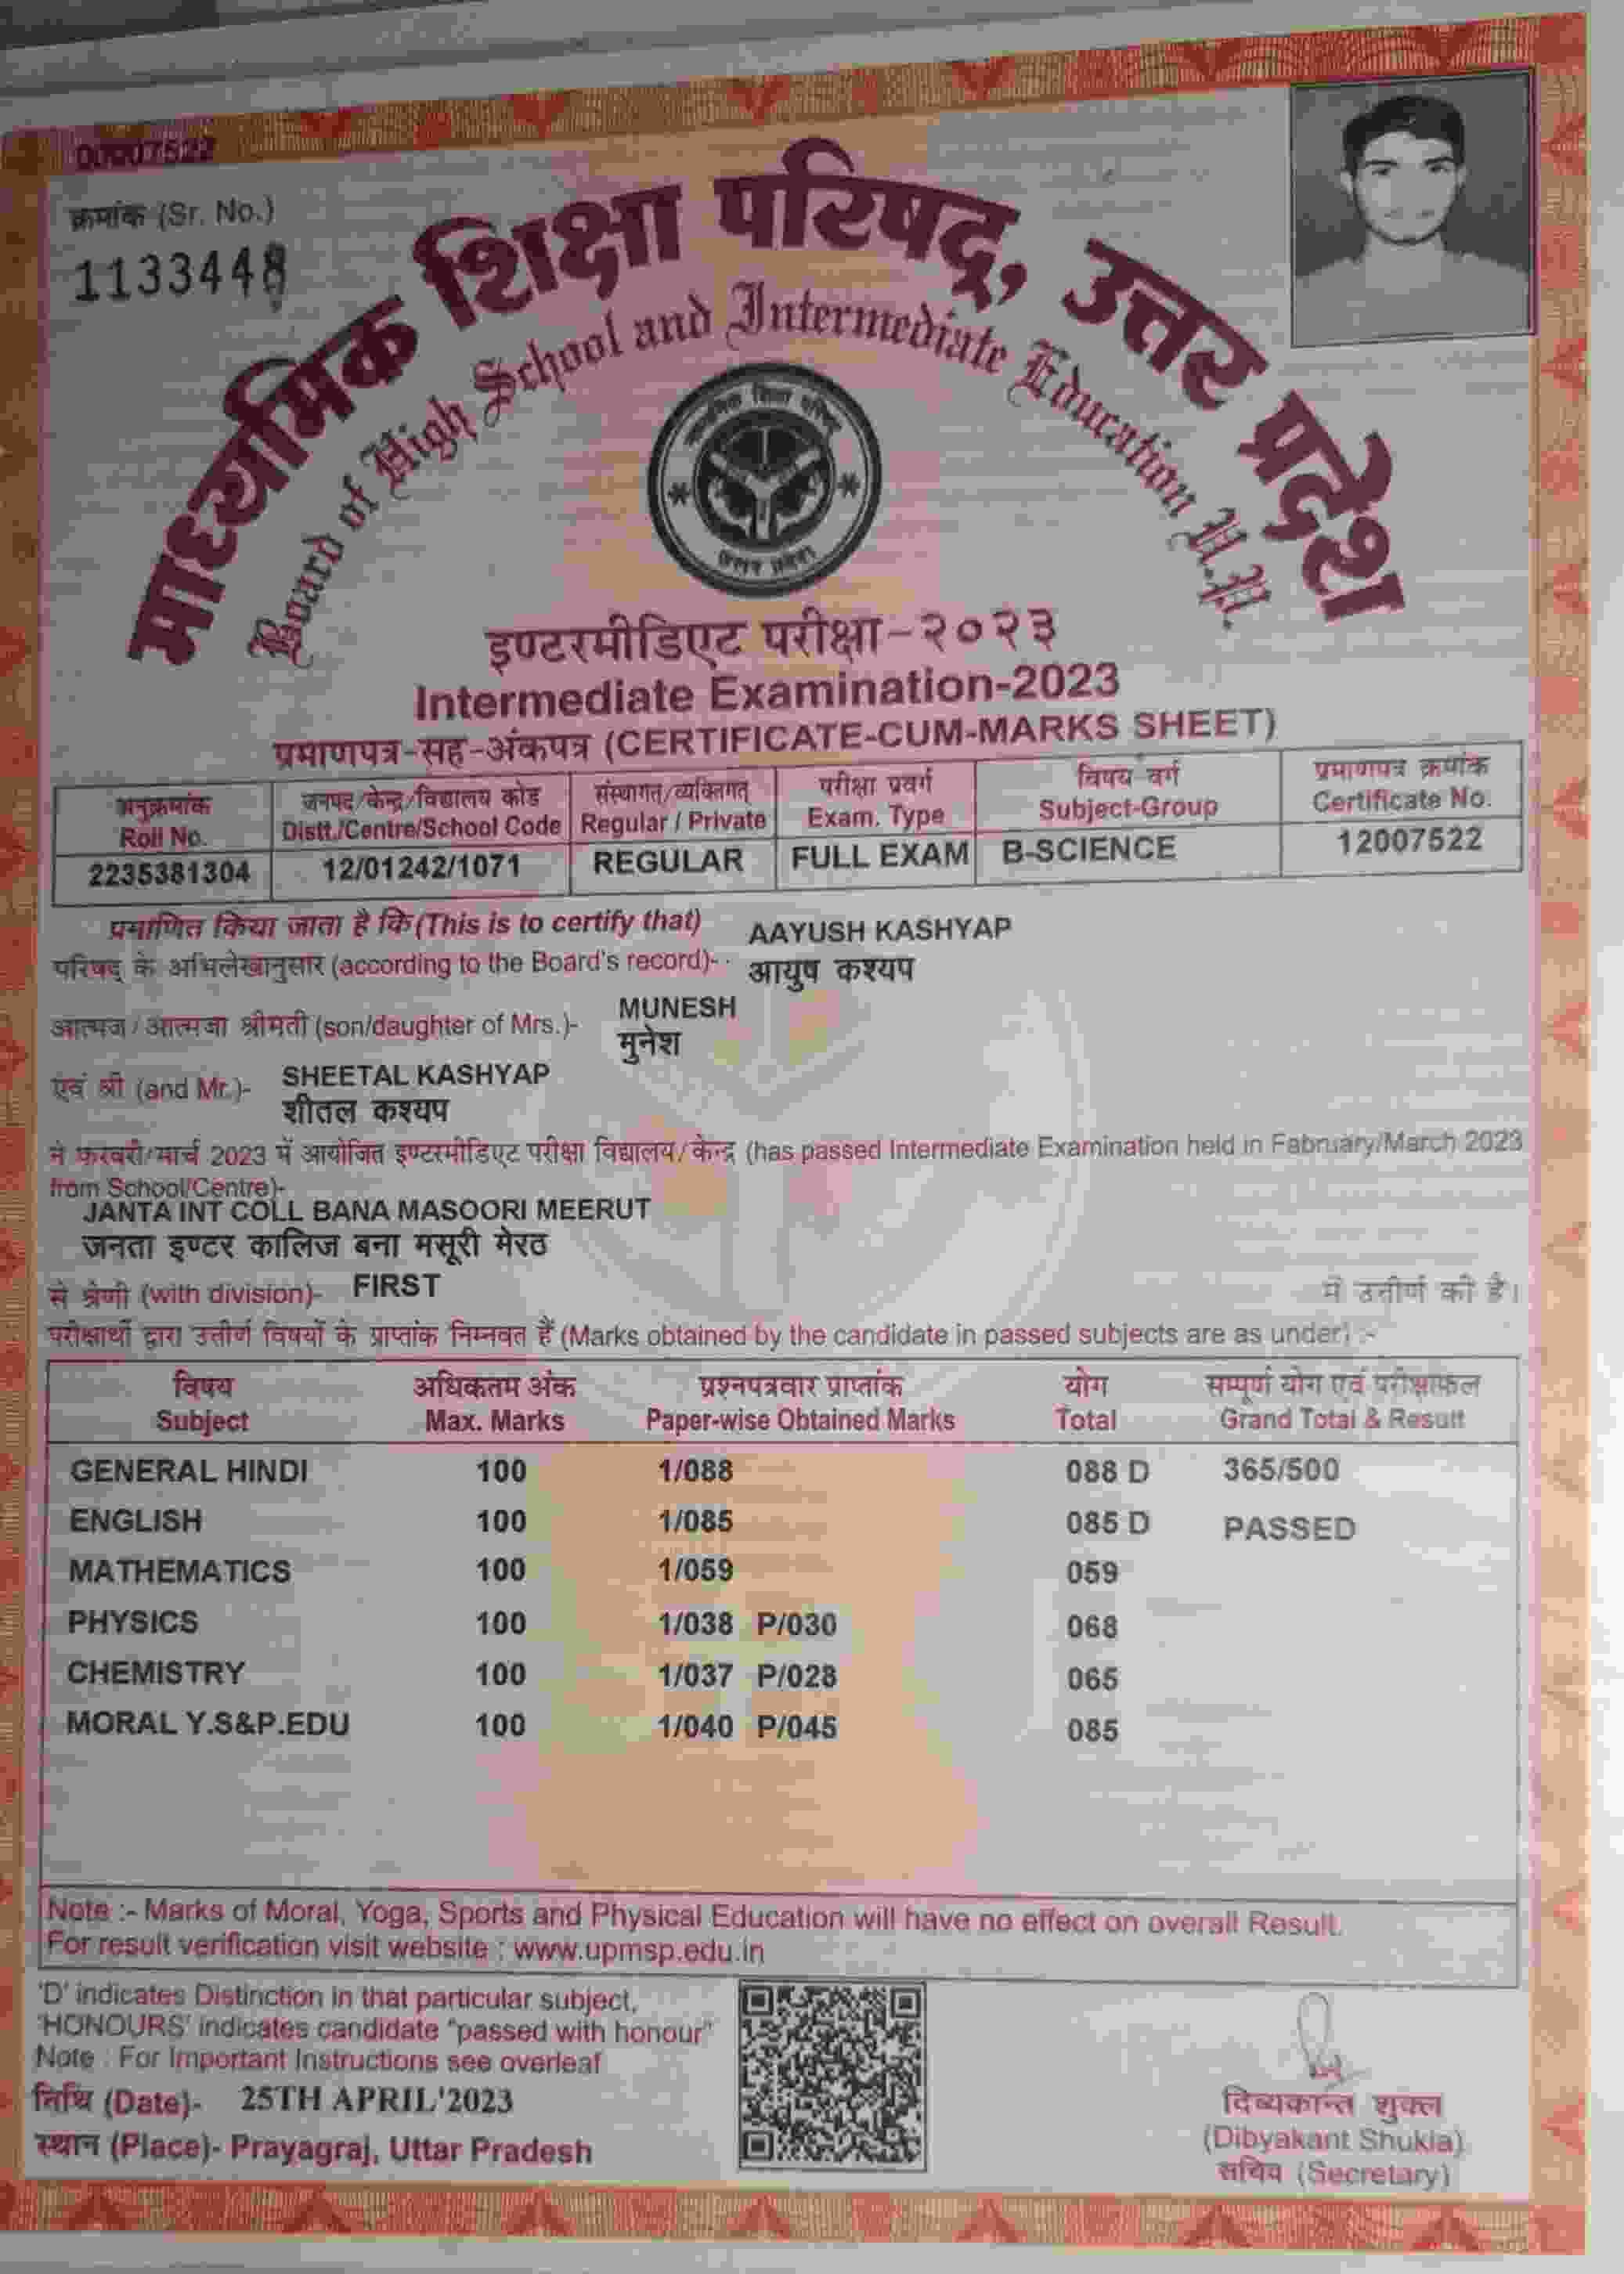 क्रमांक (Sr. No.)
1133448
माध्यमिक शिक्षा परिषद्, उत्तर प्रदेश
Board of High School and Intermediate Education U.P.
माध्यमिक शिक्षा परिषद्
उत्तर प्रदेश
इण्टरमीडिएट परीक्षा-२०२३
Intermediate Examination-2023
प्रमाणपत्र-सह-अंकपत्र (CERTIFICATE-CUM-MARKS SHEET)
अनुक्रमांक जनपद/केन्द्र/विद्यालय कोड संस्थागत/व्यक्तिगत परीक्षा प्रवर्ग विषय वर्ग प्रमाणपत्र क्रमांक
Roll No. Distt./Centre/School Code Regular / Private Exam. Type Subject-Group Certificate No.
2235381304 12/01242/1071 REGULAR FULL EXAM B-SCIENCE 12007522
प्रमाणित किया जाता है कि (This is to certify that) AAYUSH KASHYAP
परिषद् के अभिलेखानुसार (according to the Board's record)- आयुष कश्यप
आत्मज/आत्मजा श्रीमती (son/daughter of Mrs.)- MUNESH
मुनेश
एवं श्री (and Mr.)- SHEETAL KASHYAP
शीतल कश्यप
ने फरवरी/मार्च 2023 में आयोजित इण्टरमीडिएट परीक्षा विद्यालय/केन्द्र (has passed Intermediate Examination held in Fabruary/March 2023
from School/Centre)-
JANTA INT COLL BANA MASOORI MEERUT
जनता इण्टर कालिज बना मसूरी मेरठ
से श्रेणी (with division)- FIRST में उत्तीर्ण की है।
परीक्षार्थी द्वारा उत्तीर्ण विषयों के प्राप्तांक निम्नवत हैं (Marks obtained by the candidate in passed subjects are as under) :-
विषय अधिकतम अंक प्रश्नपत्रवार प्राप्तांक योग सम्पूर्ण योग एवं परीक्षाफल
Subject Max. Marks Paper-wise Obtained Marks Total Grand Total & Result
GENERAL HINDI 100 1/088 088 D 365/500
ENGLISH 100 1/085 085 D PASSED
MATHEMATICS 100 1/059 059
PHYSICS 100 1/038 P/030 068
CHEMISTRY 100 1/037 P/028 065
MORAL Y.S&P.EDU 100 1/040 P/045 085
Note :- Marks of Moral, Yoga, Sports and Physical Education will have no effect on overall Result.
For result verification visit website : www.upmsp.edu.in
'D' indicates Distinction in that particular subject,
'HONOURS' indicates candidate "passed with honour"
Note : For Important Instructions see overleaf
तिथि (Date)- 25TH APRIL'2023
स्थान (Place)- Prayagraj, Uttar Pradesh
दिव्यकान्त शुक्ल
(Dibyakant Shukla)
सचिव (Secretary)